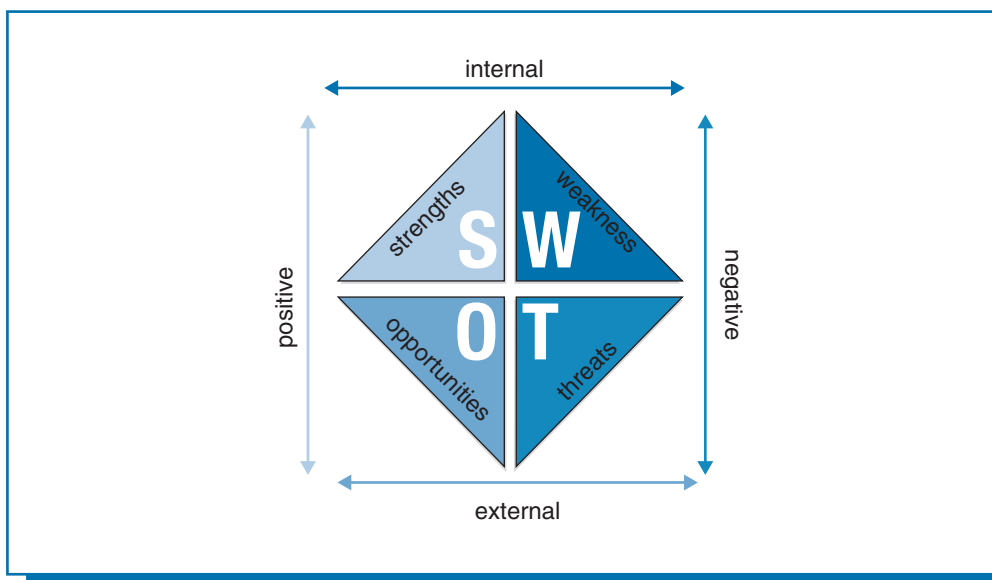 internal
positive
strengths
S
W
weakness
negative
opportunities
O
T
threats
external